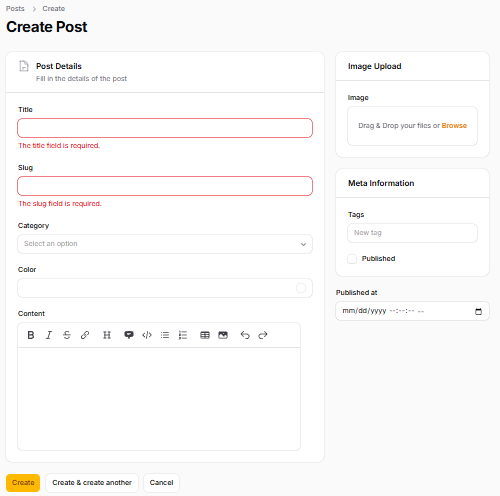 Posts > Create
Create Post
Post Details
Fill in the details of the post
Title
The title field is required.
Slug
The slug field is required.
Category
Select an option
Color
Content
B I S H
Create
Create & create another
Cancel
Image Upload
Image
Drag & Drop your files or Browse
Meta Information
Tags
New tag
Published
Published at
mm/dd/yyyy --:--:-- --